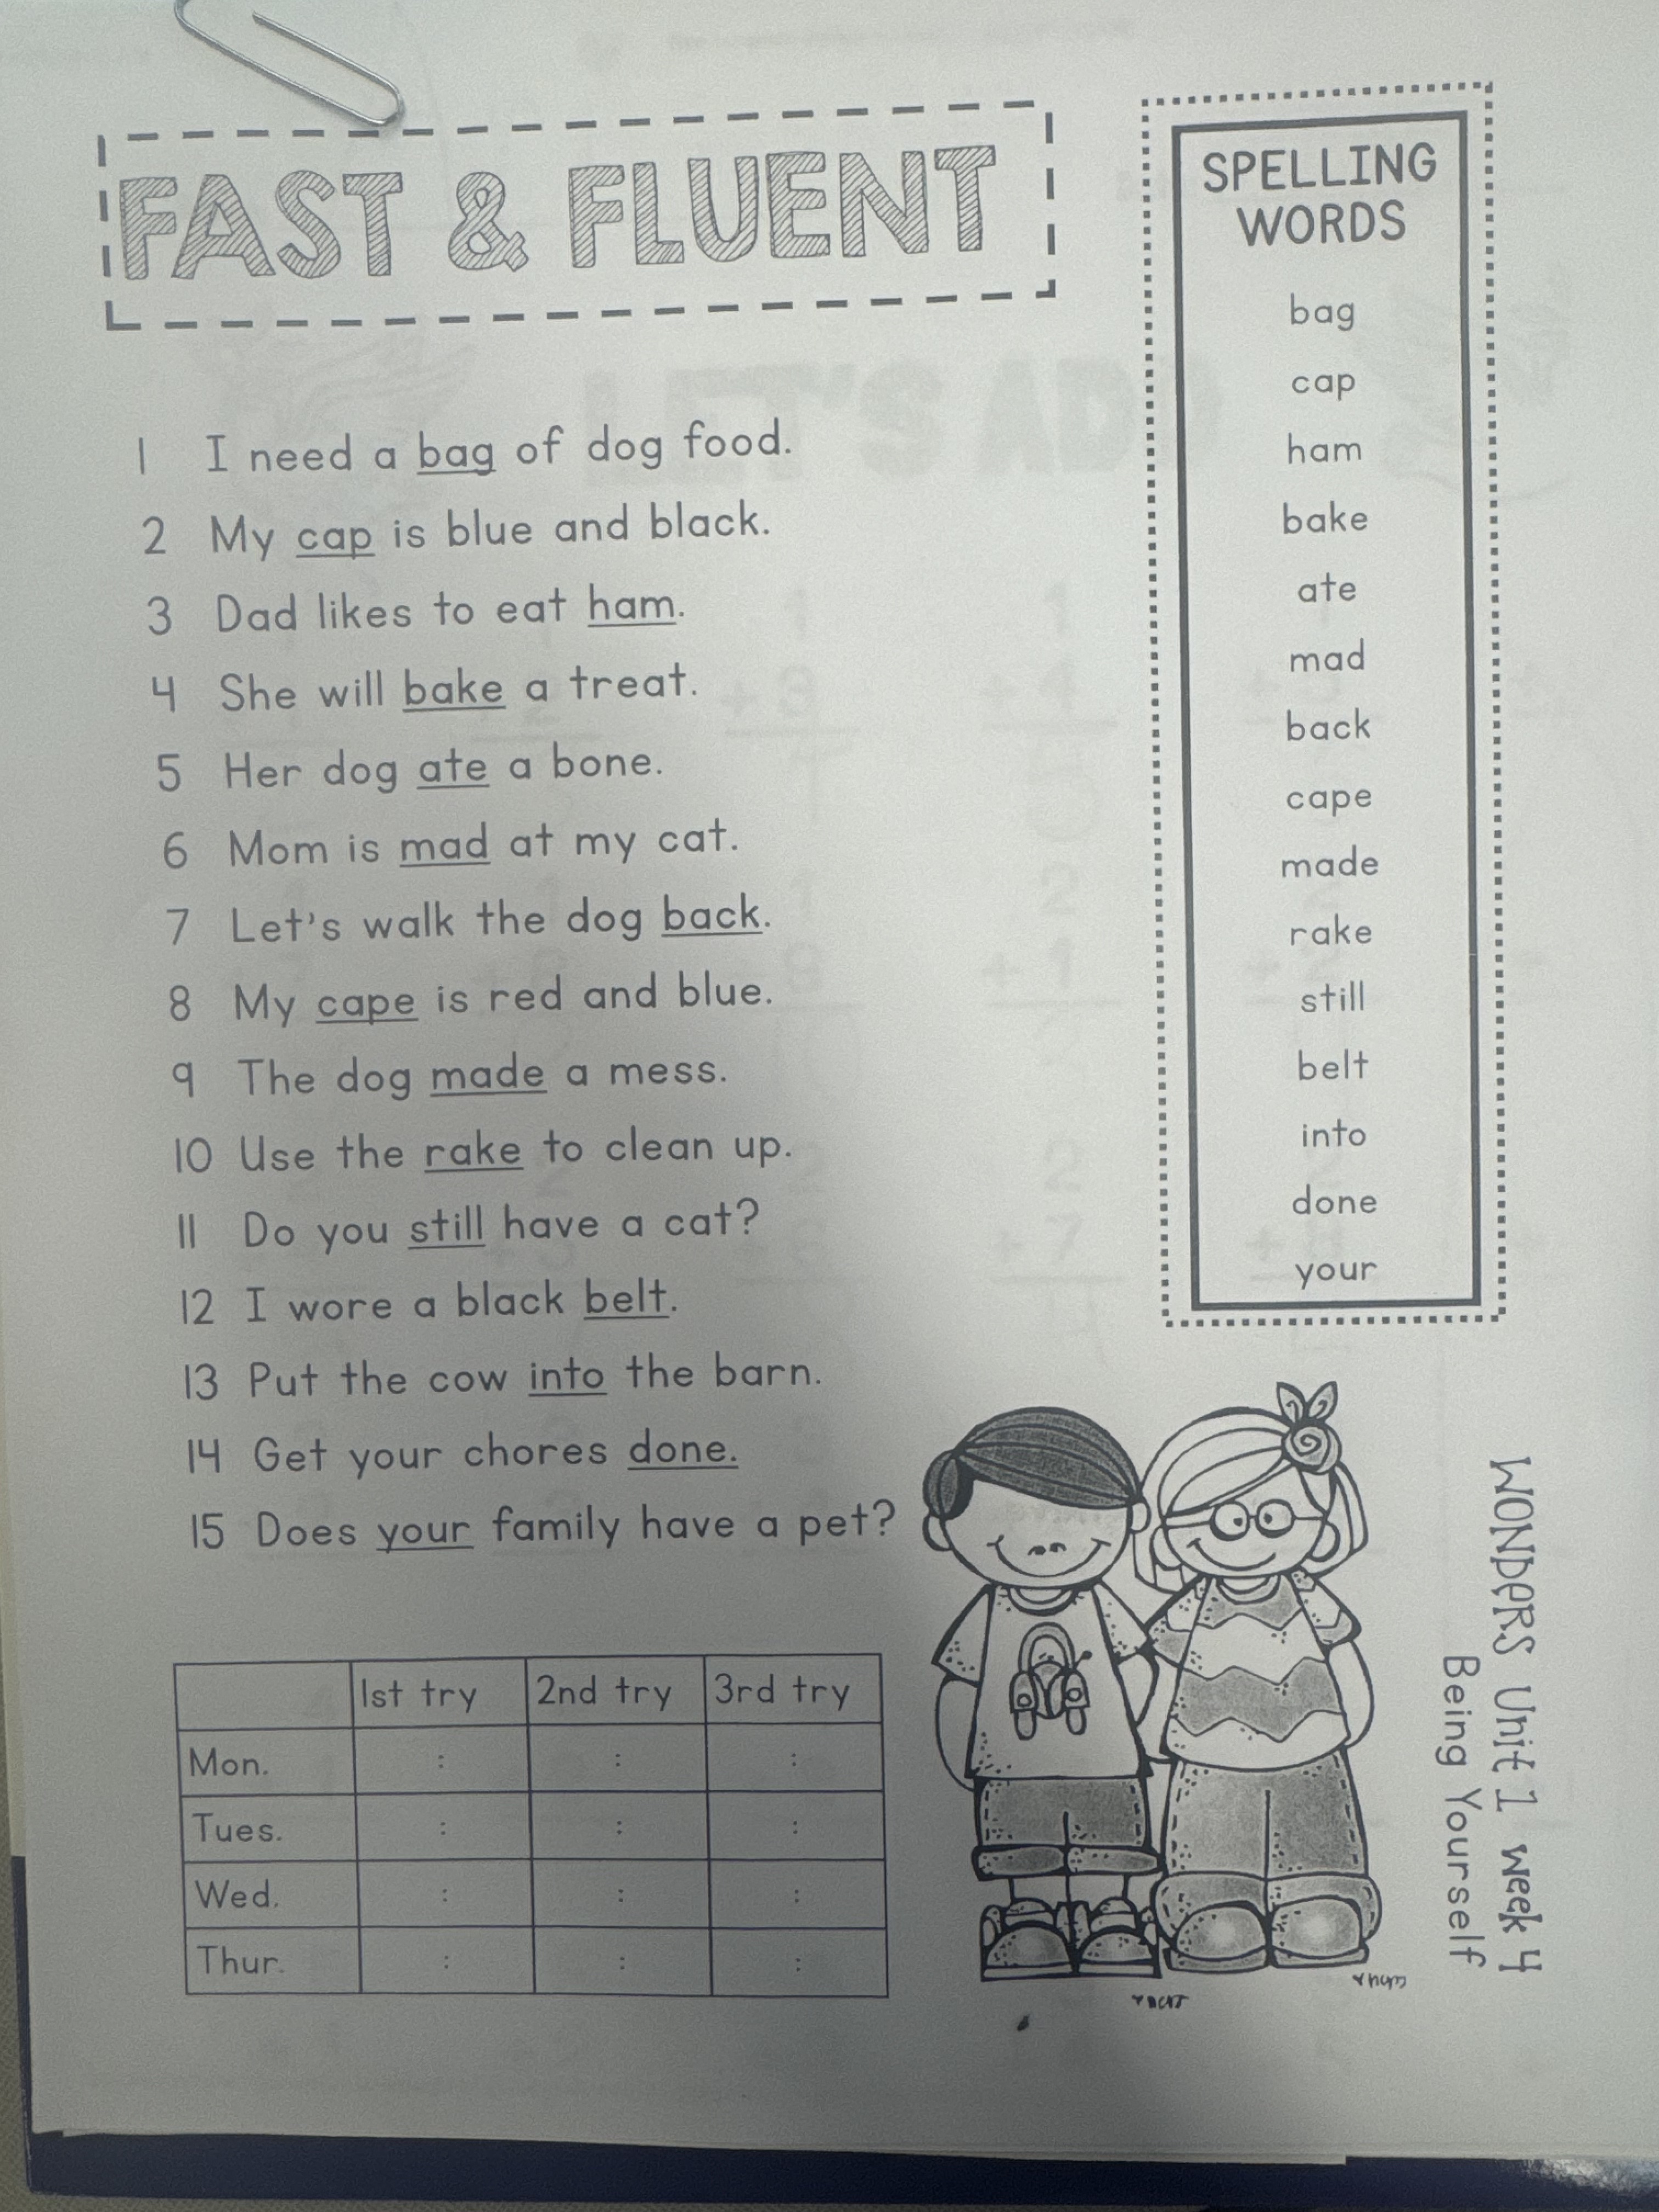 FAST & FLUENT
1 I need a bag of dog food.
2 My cap is blue and black.
3 Dad likes to eat ham.
4 She will bake a treat.
5 Her dog ate a bone.
6 Mom is mad at my cat.
7 Let's walk the dog back.
8 My cape is red and blue.
9 The dog made a mess.
10 Use the rake to clean up.
11 Do you still have a cat?
12 I wore a black belt.
13 Put the cow into the barn.
14 Get your chores done.
15 Does your family have a pet?
SPELLING
WORDS
bag
cap
ham
bake
ate
mad
back
cape
made
rake
still
belt
into
done
your
1st try 2nd try 3rd try
Mon. : : :
Tues. : : :
Wed. : : :
Thur. : : :
WONDERS Unit 1 week 4
Being Yourself